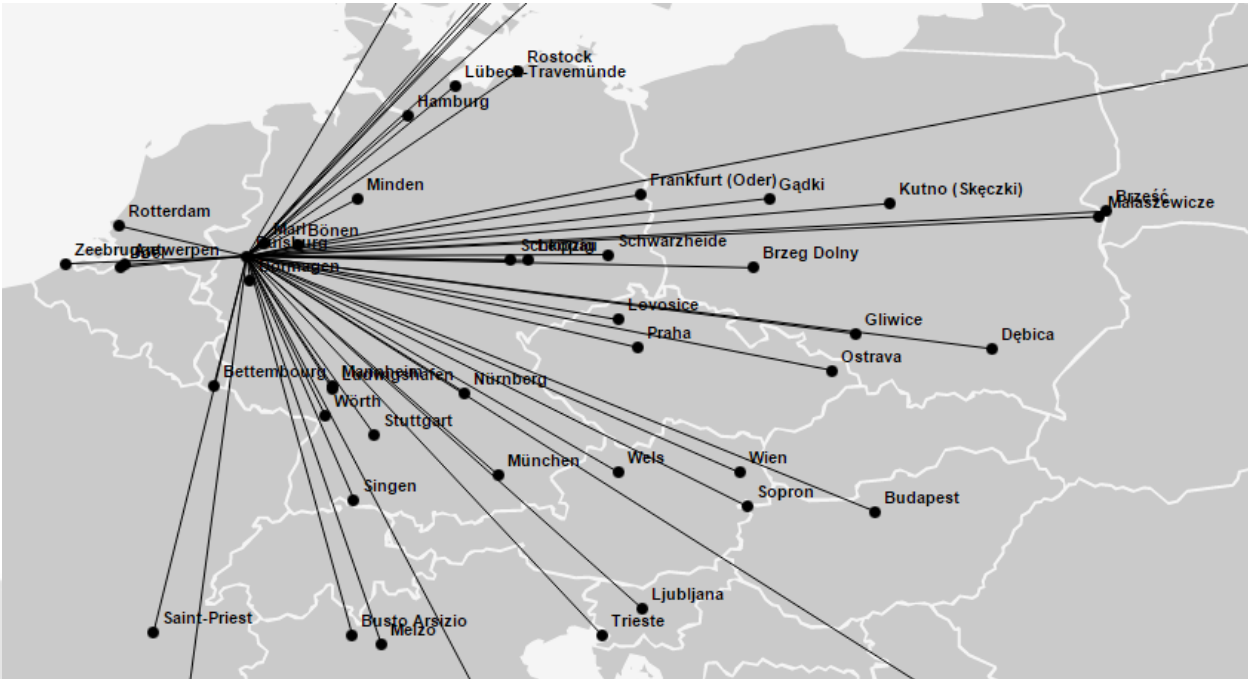 Rostock
Lübeck-Travemünde
Hamburg
Minden
Frankfurt (Oder)
Gądki
Kutno (Skęczki)
Brześć
Małaszewicze
Rotterdam
Marl
Bönen
Duisburg
Zeebrugge
Antwerpen
Schwarzheide
Leipzig
Brzeg Dolny
Dormagen
Lovosice
Gliwice
Praha
Dębica
Ostrava
Bettembourg
Mannheim
Ludwigshafen
Nürnberg
Wörth
Stuttgart
München
Wels
Wien
Singen
Sopron
Budapest
Ljubljana
Saint-Priest
Busto Arsizio
Trieste
Melzo